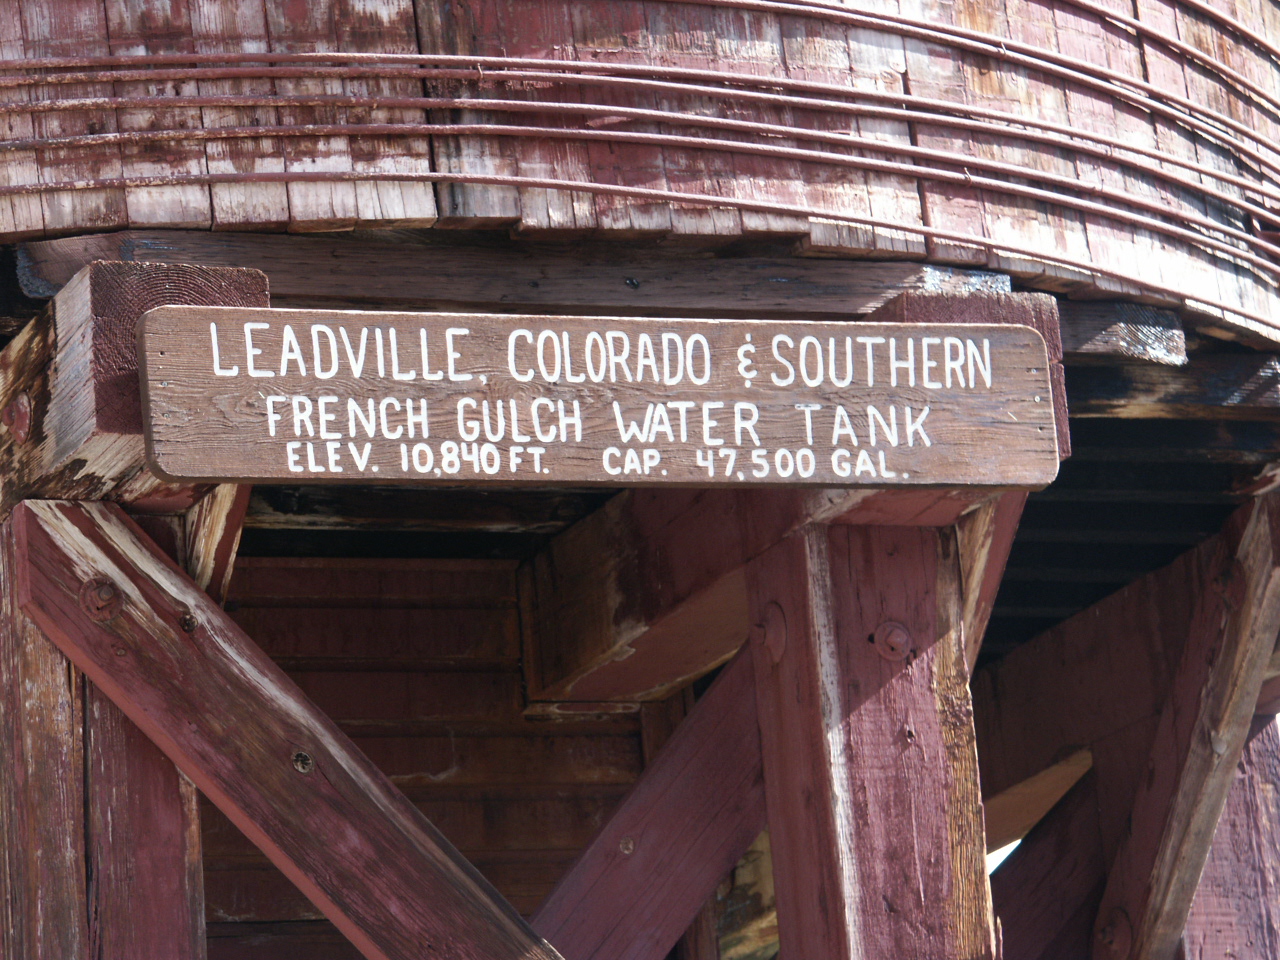 LEADVILLE, COLORADO & SOUTHERN
FRENCH GULCH WATER TANK
ELEV. 10,840 FT. CAP. 47,500 GAL.